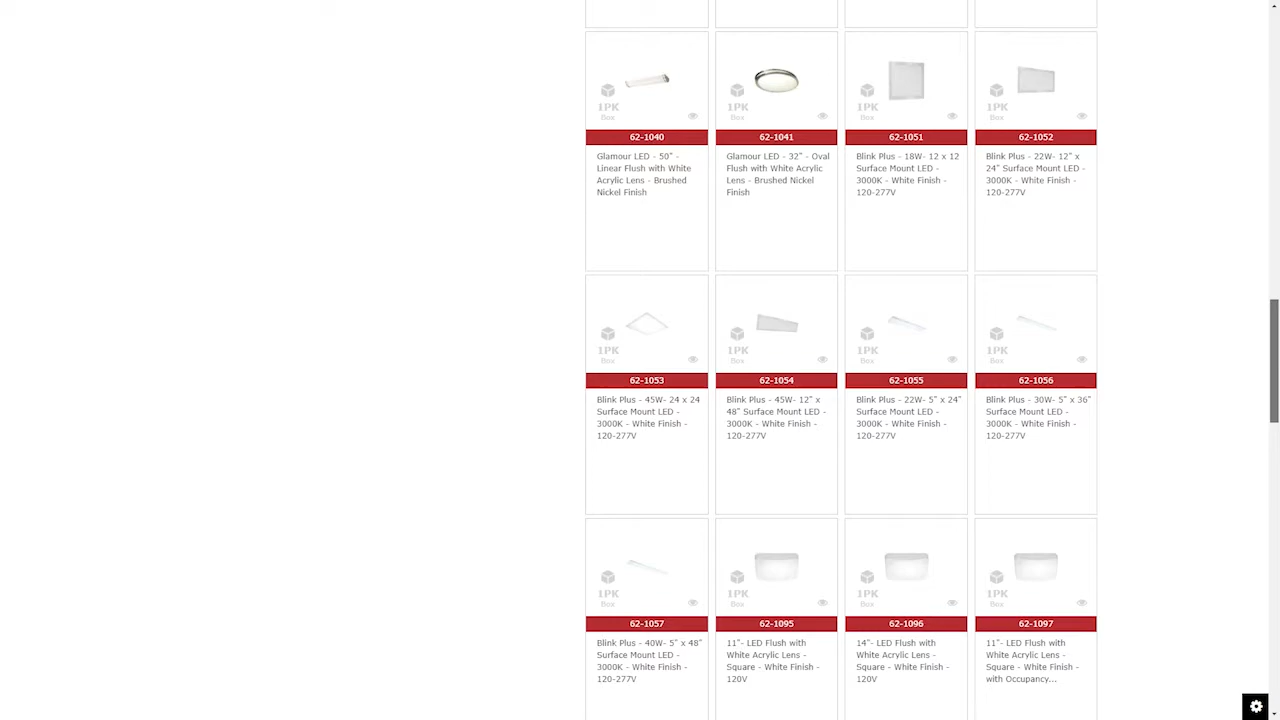 1PK
Box
62-1040
Glamour LED - 50" -
Linear Flush with White
Acrylic Lens - Brushed
Nickel Finish
1PK
Box
62-1041
Glamour LED - 32" - Oval
Flush with White Acrylic
Lens - Brushed Nickel
Finish
1PK
Box
62-1051
Blink Plus - 18W- 12 x 12
Surface Mount LED -
3000K - White Finish -
120-277V
1PK
Box
62-1052
Blink Plus - 22W- 12" x
24" Surface Mount LED -
3000K - White Finish -
120-277V
1PK
Box
62-1053
Blink Plus - 45W- 24 x 24
Surface Mount LED -
3000K - White Finish -
120-277V
1PK
Box
62-1054
Blink Plus - 45W- 12" x
48" Surface Mount LED -
3000K - White Finish -
120-277V
1PK
Box
62-1055
Blink Plus - 22W- 5" x 24"
Surface Mount LED -
3000K - White Finish -
120-277V
1PK
Box
62-1056
Blink Plus - 30W- 5" x 36"
Surface Mount LED -
3000K - White Finish -
120-277V
1PK
Box
62-1057
Blink Plus - 40W- 5" x 48"
Surface Mount LED -
3000K - White Finish -
120-277V
1PK
Box
62-1095
11"- LED Flush with
White Acrylic Lens -
Square - White Finish -
120V
1PK
Box
62-1096
14"- LED Flush with
White Acrylic Lens -
Square - White Finish -
120V
1PK
Box
62-1097
11"- LED Flush with
White Acrylic Lens -
Square - White Finish -
with Occupancy...